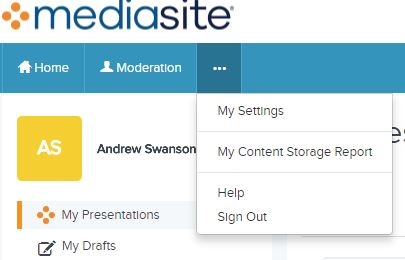 mediasite
Home
Moderation
...
My Settings
My Content Storage Report
Help
Sign Out
AS
Andrew Swanson
My Presentations
My Drafts